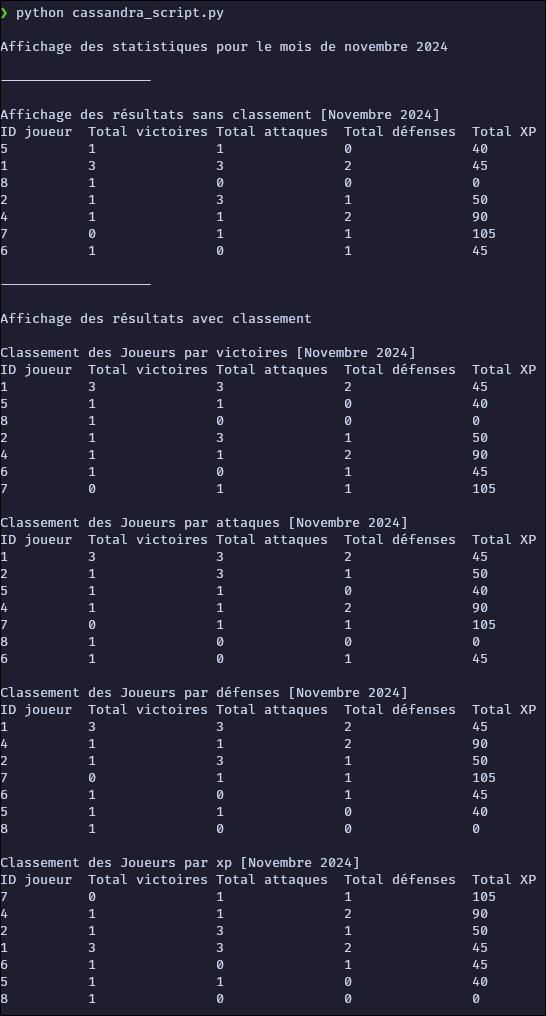 ❯ python cassandra_script.py
Affichage des statistiques pour le mois de novembre 2024
───────────────────
Affichage des résultats sans classement [Novembre 2024]
ID joueur  Total victoires Total attaques  Total défenses  Total XP
5          1               1               0               40
1          3               3               2               45
8          1               0               0               0
2          1               3               1               50
4          1               1               2               90
7          0               1               1               105
6          1               0               1               45
───────────────────
Affichage des résultats avec classement
Classement des Joueurs par victoires [Novembre 2024]
ID joueur  Total victoires Total attaques  Total défenses  Total XP
1          3               3               2               45
5          1               1               0               40
8          1               0               0               0
2          1               3               1               50
4          1               1               2               90
6          1               0               1               45
7          0               1               1               105
Classement des Joueurs par attaques [Novembre 2024]
ID joueur  Total victoires Total attaques  Total défenses  Total XP
1          3               3               2               45
2          1               3               1               50
5          1               1               0               40
4          1               1               2               90
7          0               1               1               105
8          1               0               0               0
6          1               0               1               45
Classement des Joueurs par défenses [Novembre 2024]
ID joueur  Total victoires Total attaques  Total défenses  Total XP
1          3               3               2               45
4          1               1               2               90
2          1               3               1               50
7          0               1               1               105
6          1               0               1               45
5          1               1               0               40
8          1               0               0               0
Classement des Joueurs par xp [Novembre 2024]
ID joueur  Total victoires Total attaques  Total défenses  Total XP
7          0               1               1               105
4          1               1               2               90
2          1               3               1               50
1          3               3               2               45
6          1               0               1               45
5          1               1               0               40
8          1               0               0               0